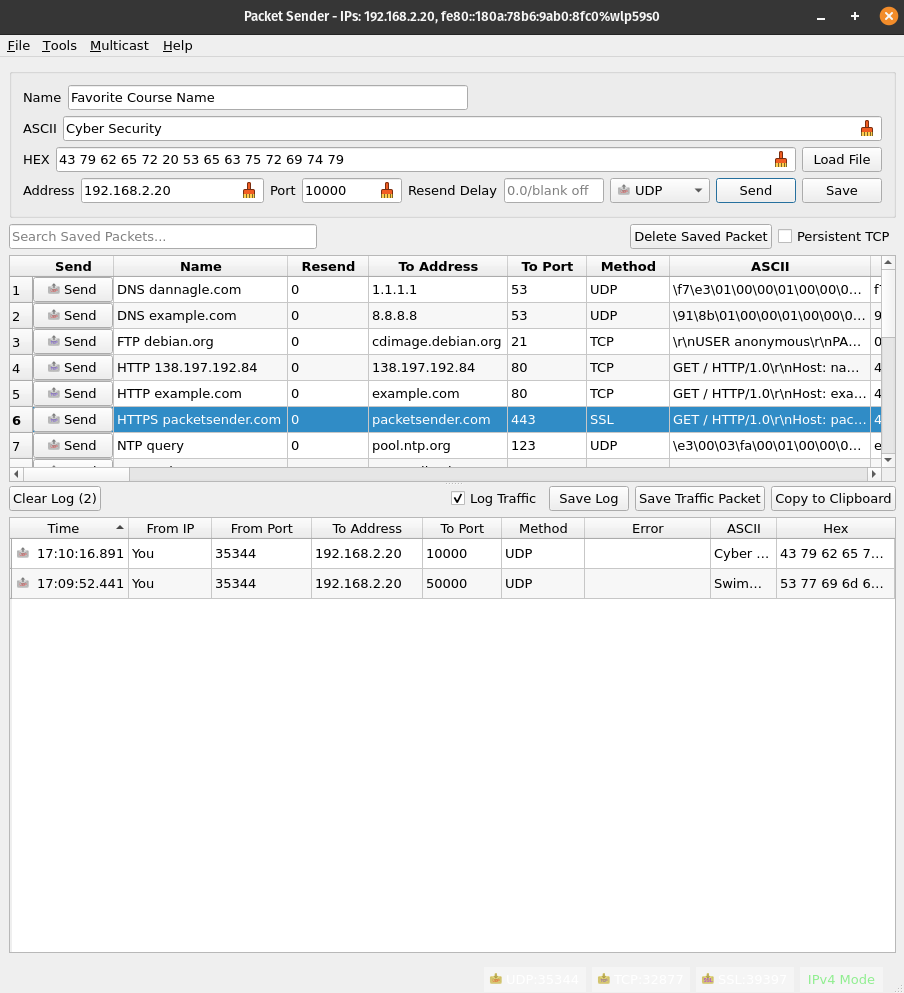 Packet Sender - IPs: 192.168.2.20, fe80::180a:78b6:9ab0:8fc0%wlp59s0
File Tools Multicast Help
Name Favorite Course Name
ASCII Cyber Security
HEX 43 79 62 65 72 20 53 65 63 75 72 69 74 79 Load File
Address 192.168.2.20 Port 10000 Resend Delay 0.0/blank off UDP Send Save
Search Saved Packets... Delete Saved Packet Persistent TCP
Send Name Resend To Address To Port Method ASCII
1 Send DNS dannagle.com 0 1.1.1.1 53 UDP \f7\e3\01\00\00\01\00\00\0... f7
2 Send DNS example.com 0 8.8.8.8 53 UDP \91\8b\01\00\00\01\00\00\0... 9
3 Send FTP debian.org 0 cdimage.debian.org 21 TCP \r\nUSER anonymous\r\nPA... 0
4 Send HTTP 138.197.192.84 0 138.197.192.84 80 TCP GET / HTTP/1.0\r\nHost: na... 4
5 Send HTTP example.com 0 example.com 80 TCP GET / HTTP/1.0\r\nHost: exa... 4
6 Send HTTPS packetsender.com 0 packetsender.com 443 SSL GET / HTTP/1.0\r\nHost: pac... 4
7 Send NTP query 0 pool.ntp.org 123 UDP \e3\00\03\fa\00\01\00\00\0... e
Clear Log (2) Log Traffic Save Log Save Traffic Packet Copy to Clipboard
Time From IP From Port To Address To Port Method Error ASCII Hex
17:10:16.891 You 35344 192.168.2.20 10000 UDP Cyber ... 43 79 62 65 7...
17:09:52.441 You 35344 192.168.2.20 50000 UDP Swim... 53 77 69 6d 6...
UDP:35344 TCP:32877 SSL:39397 IPv4 Mode